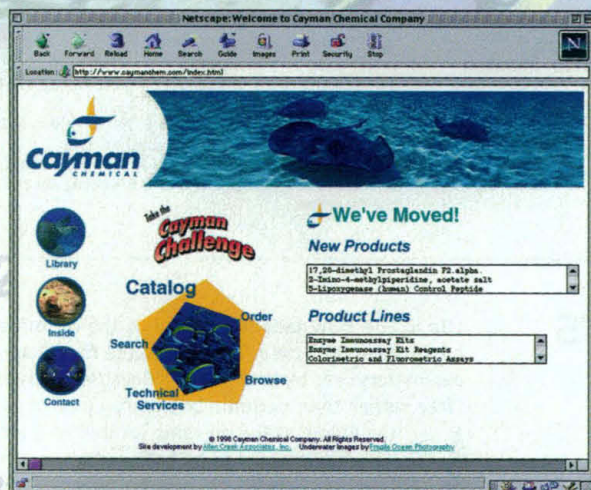 Netscape: Welcome to Cayman Chemical Company
Back Forward Reload Home Search Guide Images Print Security Stop
Location: http://www.caymanchem.com/index.html
N
Cayman
CHEMICAL
Library
Inside
Contact
Take the
Cayman
Challenge
Catalog
Order
Search
Browse
Technical
Services
We've Moved!
New Products
17,20-dimethyl Prostaglandin F2.alpha.
2-Imino-4-methylpiperidine, acetate salt
5-Lipoxygenase (human) Control Peptide
Product Lines
Enzyme Immunoassay Kits
Enzyme Immunoassay Kit Reagents
Colorimetric and Fluorometric Assays
© 1998 Cayman Chemical Company. All Rights Reserved.
Site development by Allen Creek Associates, Inc. Underwater Images by Fragile Ocean Photography